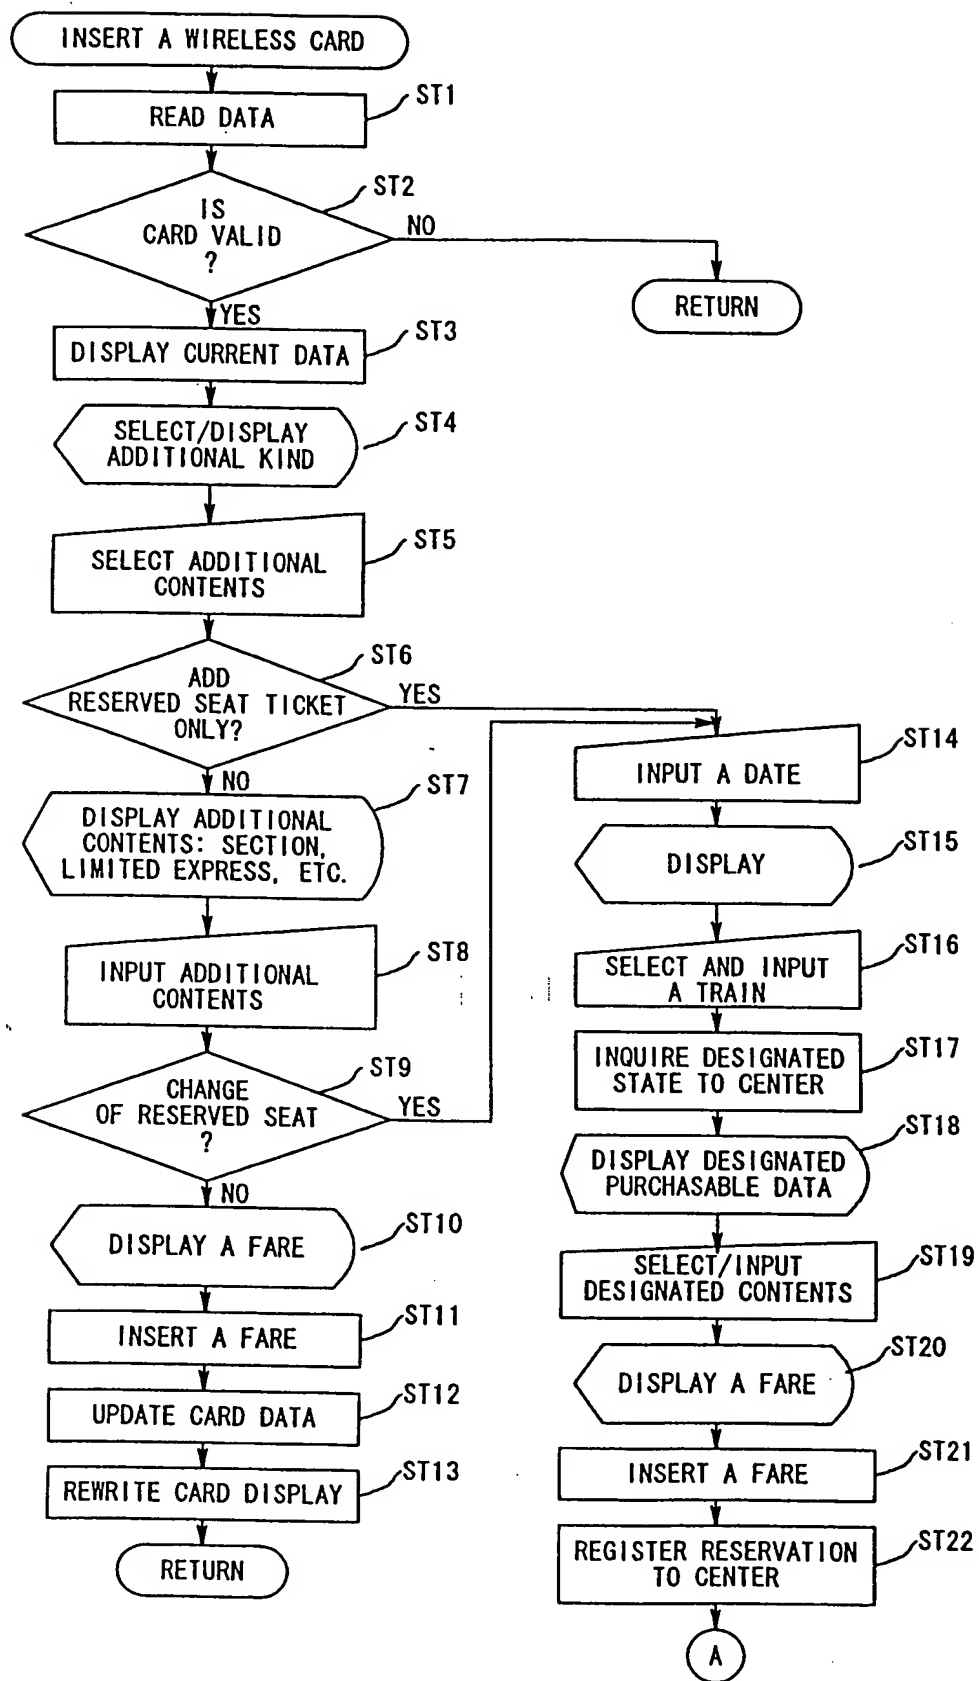 INSERT A WIRELESS CARD
ST1
READ DATA
ST2
IS
CARD VALID
?
NO
RETURN
YES
ST3
DISPLAY CURRENT DATA
ST4
SELECT/DISPLAY
ADDITIONAL KIND
ST5
SELECT ADDITIONAL
CONTENTS
ST6
ADD
RESERVED SEAT TICKET
ONLY?
YES
NO
ST7
DISPLAY ADDITIONAL
CONTENTS: SECTION,
LIMITED EXPRESS, ETC.
ST8
INPUT ADDITIONAL
CONTENTS
ST9
CHANGE
OF RESERVED SEAT
?
YES
NO
ST10
DISPLAY A FARE
ST11
INSERT A FARE
ST12
UPDATE CARD DATA
ST13
REWRITE CARD DISPLAY
RETURN
ST14
INPUT A DATE
ST15
DISPLAY
ST16
SELECT AND INPUT
A TRAIN
ST17
INQUIRE DESIGNATED
STATE TO CENTER
ST18
DISPLAY DESIGNATED
PURCHASABLE DATA
ST19
SELECT/INPUT
DESIGNATED CONTENTS
ST20
DISPLAY A FARE
ST21
INSERT A FARE
ST22
REGISTER RESERVATION
TO CENTER
A